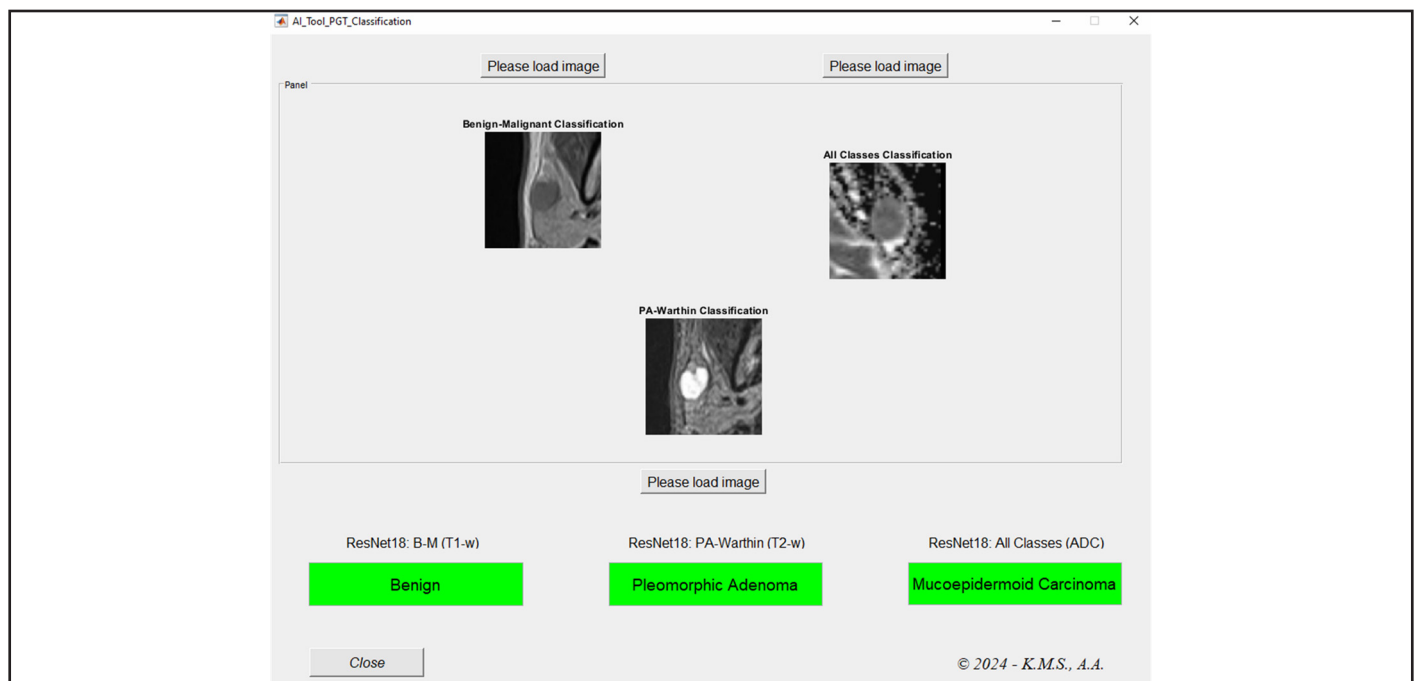 AI_Tool_PGT_Classification
Please load image
Please load image
Panel
Benign-Malignant Classification
All Classes Classification
PA-Warthin Classification
Please load image
ResNet18: B-M (T1-w)
ResNet18: PA-Warthin (T2-w)
ResNet18: All Classes (ADC)
Benign
Pleomorphic Adenoma
Mucoepidermoid Carcinoma
Close
© 2024 - K.M.S., A.A.